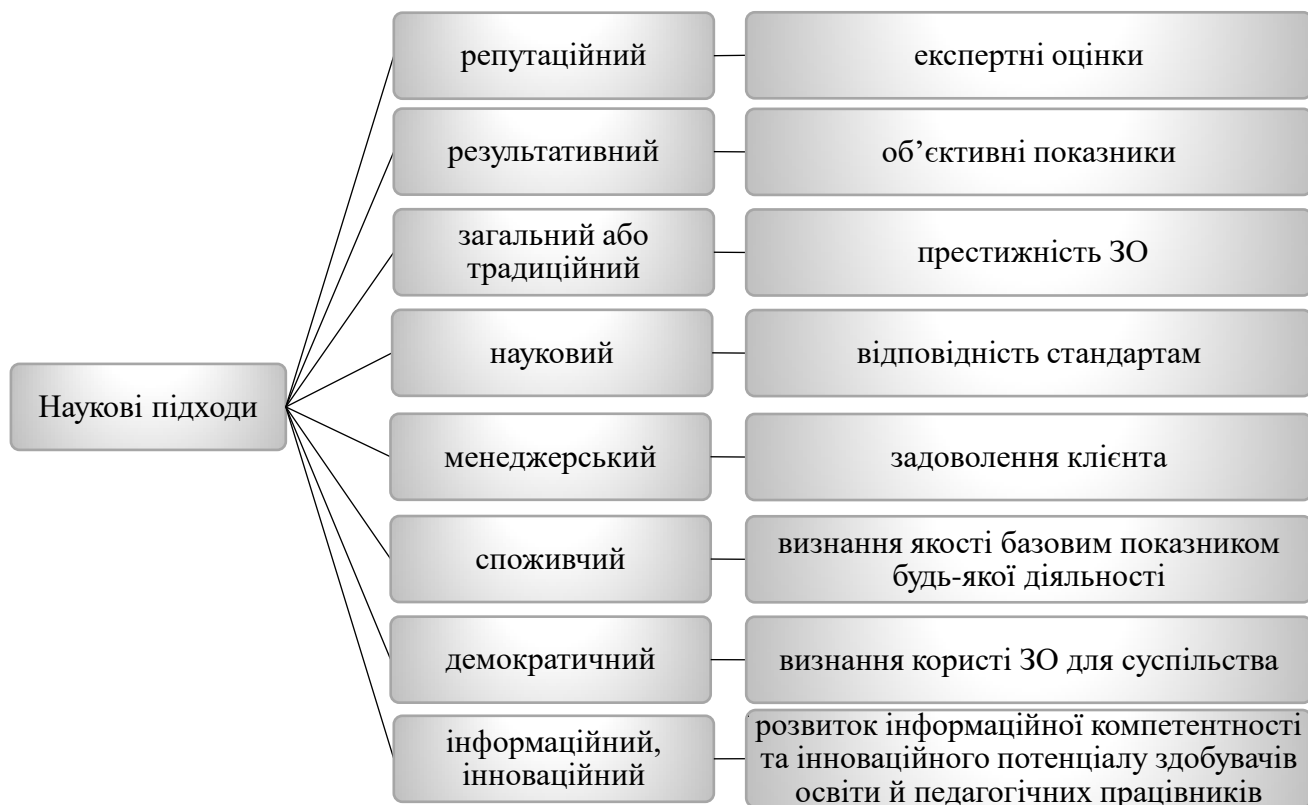 репутаційний
експертні оцінки
результативний
об’єктивні показники
загальний або
традиційний
престижність ЗО
науковий
відповідність стандартам
Наукові підходи
менеджерський
задоволення клієнта
споживчий
визнання якості базовим показником
будь-якої діяльності
демократичний
визнання користі ЗО для суспільства
інформаційний,
інноваційний
розвиток інформаційної компетентності
та інноваційного потенціалу здобувачів
освіти й педагогічних працівників